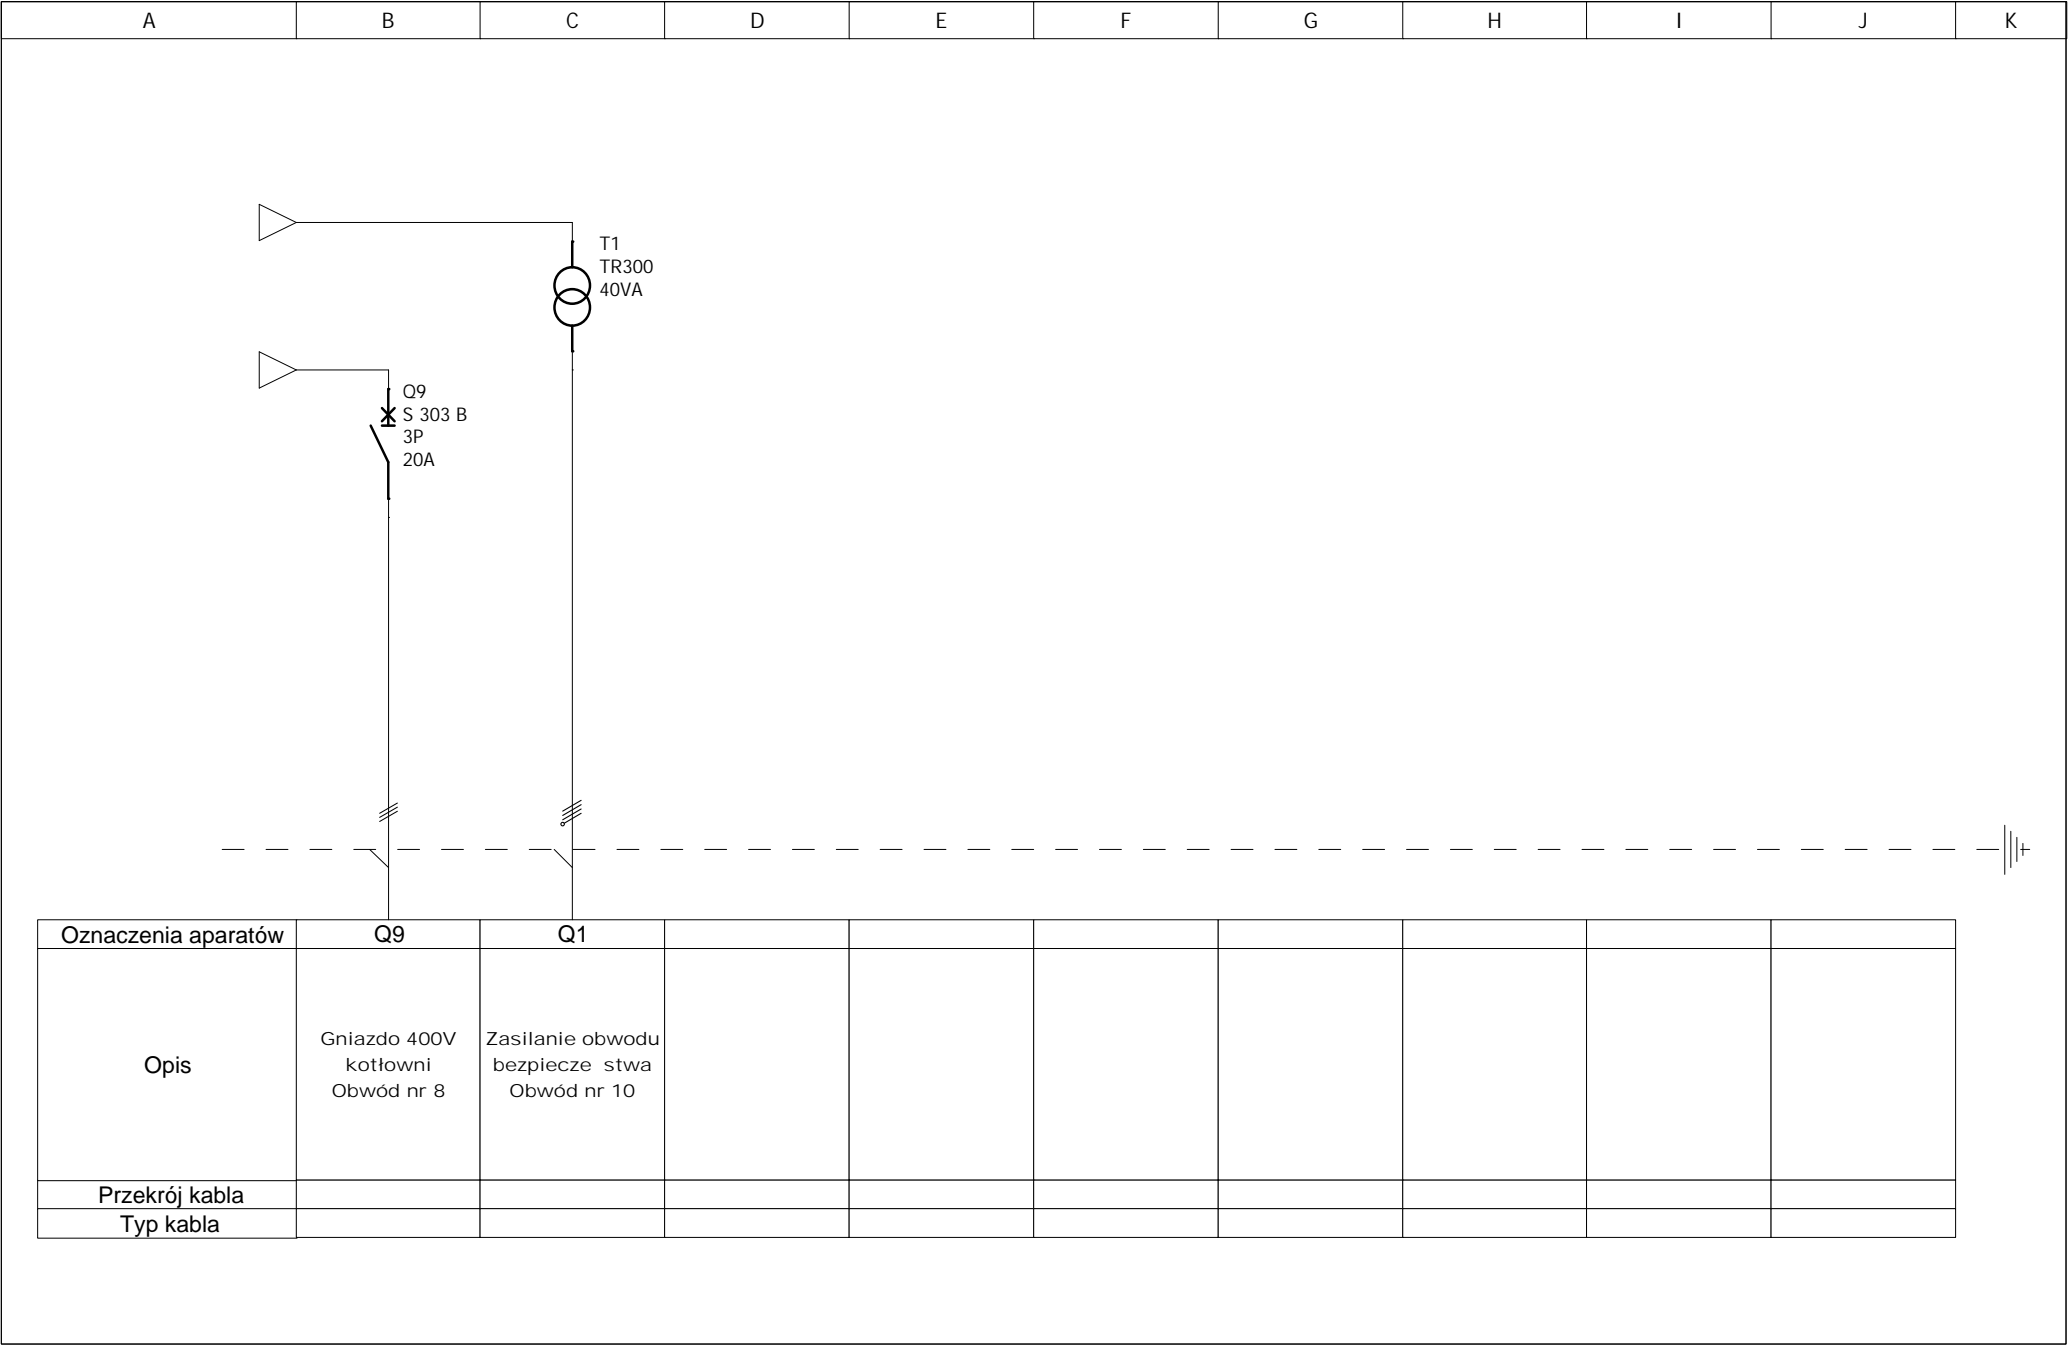 A B C D E F G H I J K
T1
TR300
40VA
Q9
S 303 B
3P
20A
Oznaczenia aparatów Q9 Q1
Opis
Gniazdo 400V
kotłowni
Obwód nr 8
Zasilanie obwodu
bezpiecze stwa
Obwód nr 10
Przekrój kabla
Typ kabla